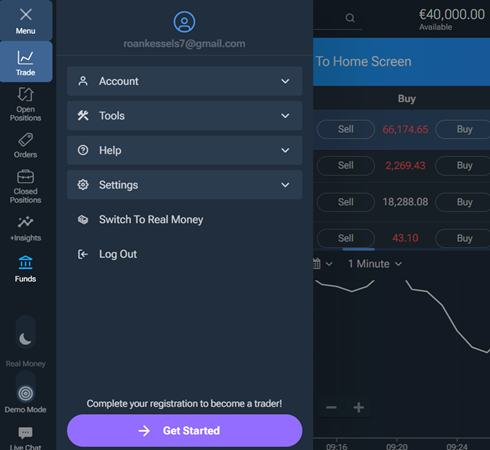 Menu
Trade
Open
Positions
Orders
Closed
Positions
+Insights
Funds
Real Money
Demo Mode
Live Chat
roankessels7@gmail.com
Account
Tools
Help
Settings
Switch To Real Money
Log Out
Complete your registration to become a trader!
Get Started
€40,000.00
Available
To Home Screen
Buy
Sell 66,174.65 Buy
Sell 2,269.43 Buy
Sell 18,288.08 Buy
Sell 43.10 Buy
1 Minute
09:16 09:20 09:24